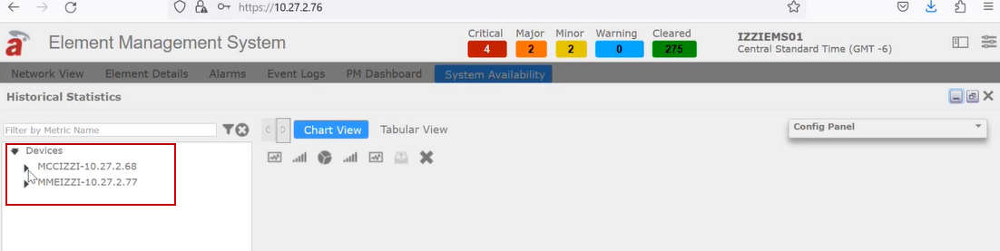 https://10.27.2.76
a
Element Management System
Critical Major Minor Warning Cleared
4 2 2 0 275
IZZIEMS01
Central Standard Time (GMT -6)
Network View Element Details Alarms Event Logs PM Dashboard System Availability
Historical Statistics
Filter by Metric Name
Chart View Tabular View
Config Panel
Devices
MCCIZZI-10.27.2.68
MMEIZZI-10.27.2.77